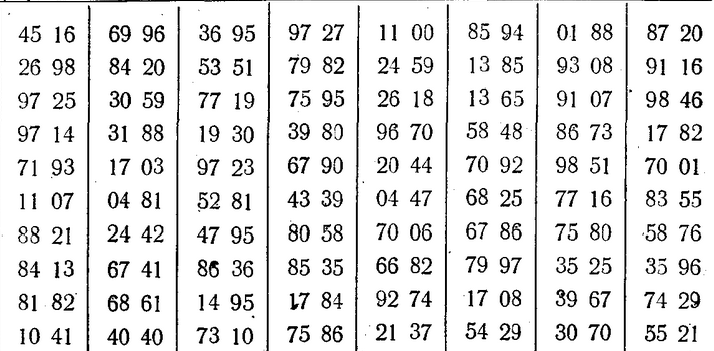 45 16 69 96 36 95 97 27 11 00 85 94 01 88 87 20
26 98 84 20 53 51 79 82 24 59 13 85 93 08 91 16
97 25 30 59 77 19 75 95 26 18 13 65 91 07 98 46
97 14 31 88 19 30 39 80 96 70 58 48 86 73 17 82
71 93 17 03 97 23 67 90 20 44 70 92 98 51 70 01
11 07 04 81 52 81 43 39 04 47 68 25 77 16 83 55
88 21 24 42 47 95 80 58 70 06 67 86 75 80 58 76
84 13 67 41 86 36 85 35 66 82 79 97 35 25 35 96
81 82 68 61 14 95 17 84 92 74 17 08 39 67 74 29
10 41 40 40 73 10 75 86 21 37 54 29 30 70 55 21